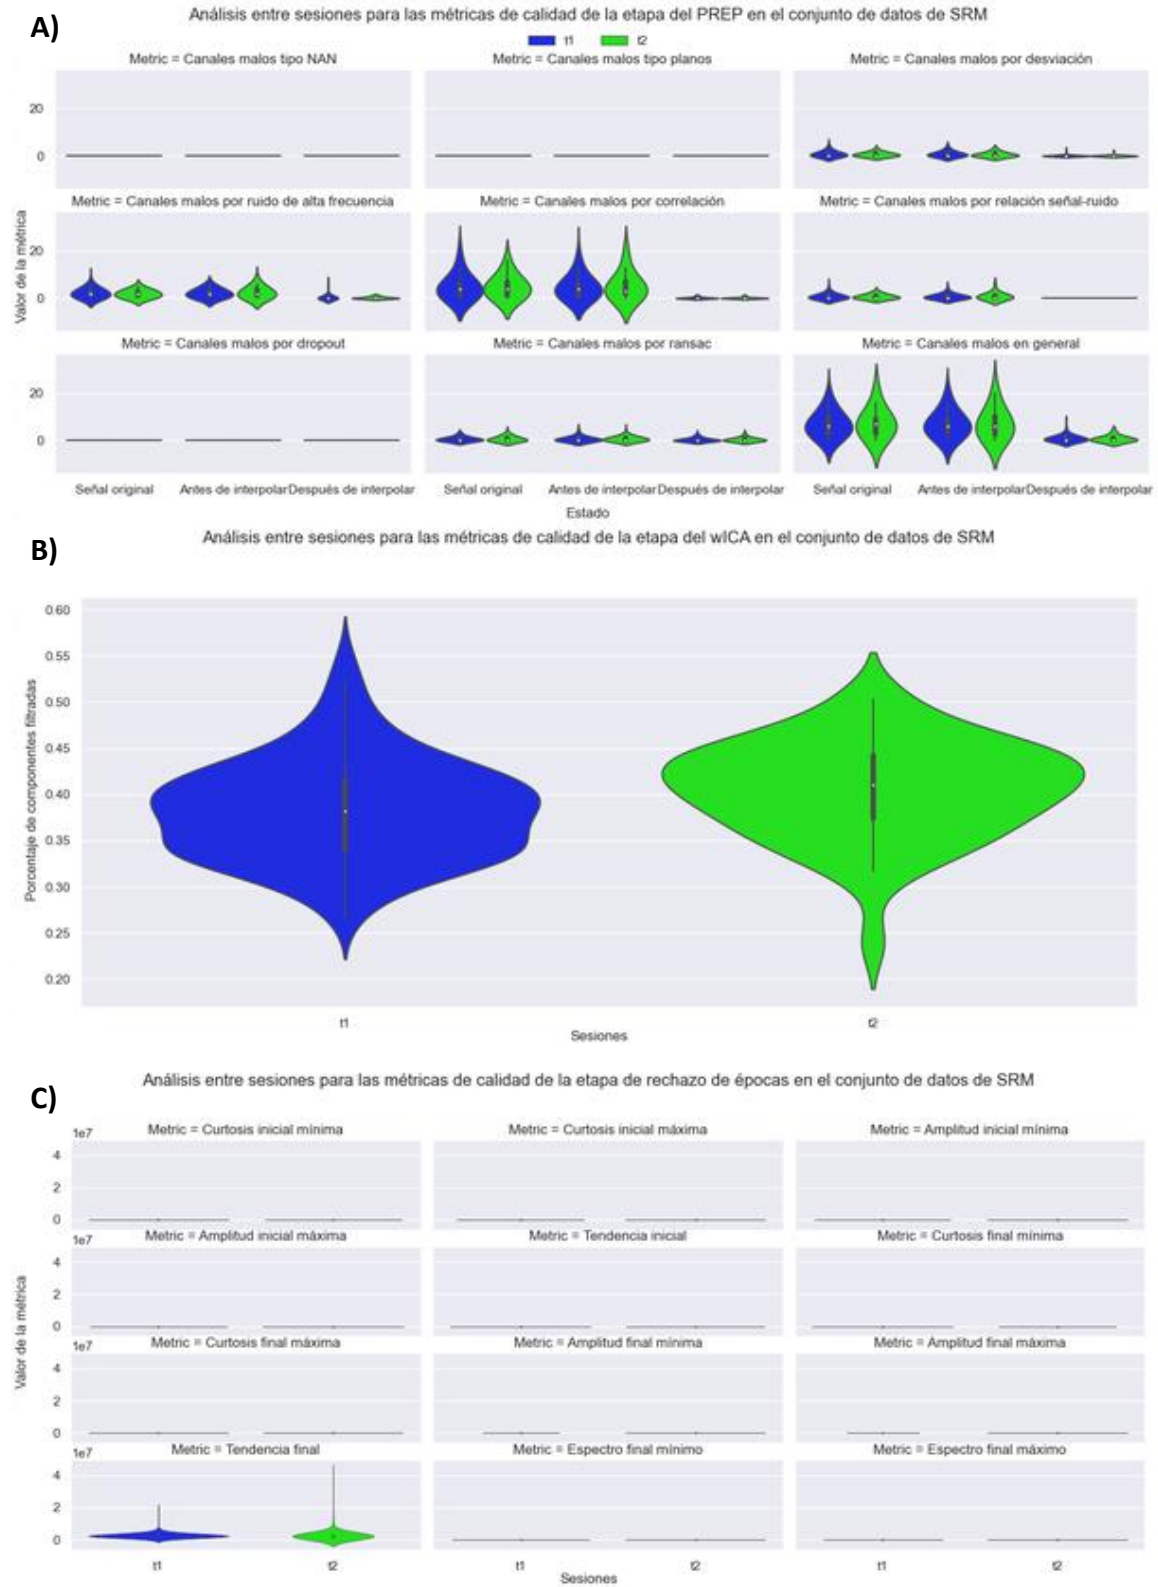 A)
Análisis entre sesiones para las métricas de calidad de la etapa del PREP en el conjunto de datos de SRM
t1 t2
Metric = Canales malos tipo NAN Metric = Canales malos tipo planos Metric = Canales malos por desviación
20
0
Metric = Canales malos por ruido de alta frecuencia Metric = Canales malos por correlación Metric = Canales malos por relación señal-ruido
Valor de la métrica
20
0
Metric = Canales malos por dropout Metric = Canales malos por ransac Metric = Canales malos en general
20
0
Señal original Antes de interpolar Después de interpolar Señal original Antes de interpolar Después de interpolar Señal original Antes de interpolar Después de interpolar
Estado
B)
Análisis entre sesiones para las métricas de calidad de la etapa del wICA en el conjunto de datos de SRM
Porcentaje de componentes filtradas
0.60
0.55
0.50
0.45
0.40
0.35
0.30
0.25
0.20
t1 t2
Sesiones
C)
Análisis entre sesiones para las métricas de calidad de la etapa de rechazo de épocas en el conjunto de datos de SRM
1e7 Metric = Curtosis inicial mínima Metric = Curtosis inicial máxima Metric = Amplitud inicial mínima
4
2
0
1e7 Metric = Amplitud inicial máxima Metric = Tendencia inicial Metric = Curtosis final mínima
4
2
0
Valor de la métrica
1e7 Metric = Curtosis final máxima Metric = Amplitud final mínima Metric = Amplitud final máxima
4
2
0
1e7 Metric = Tendencia final Metric = Espectro final mínimo Metric = Espectro final máximo
4
2
0
t1 t2 t1 t2 t1 t2
Sesiones